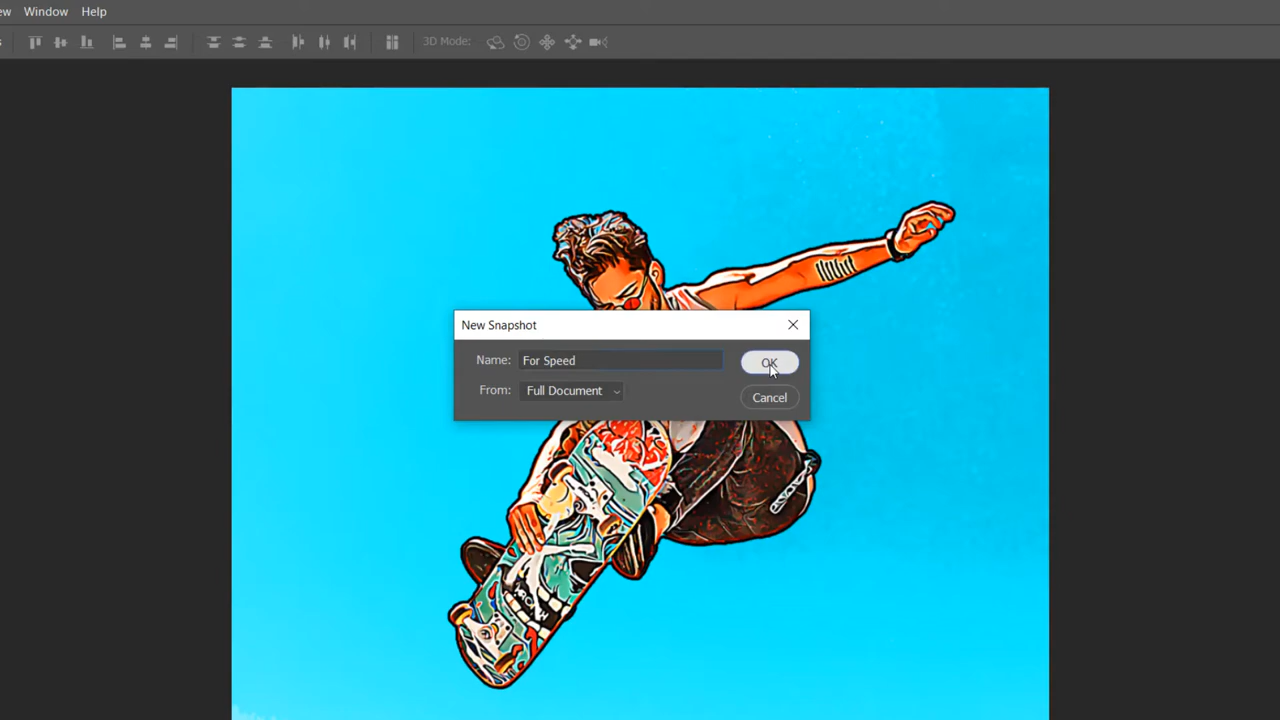 Window Help
3D Mode:
New Snapshot
Name: For Speed
OK
From: Full Document
Cancel